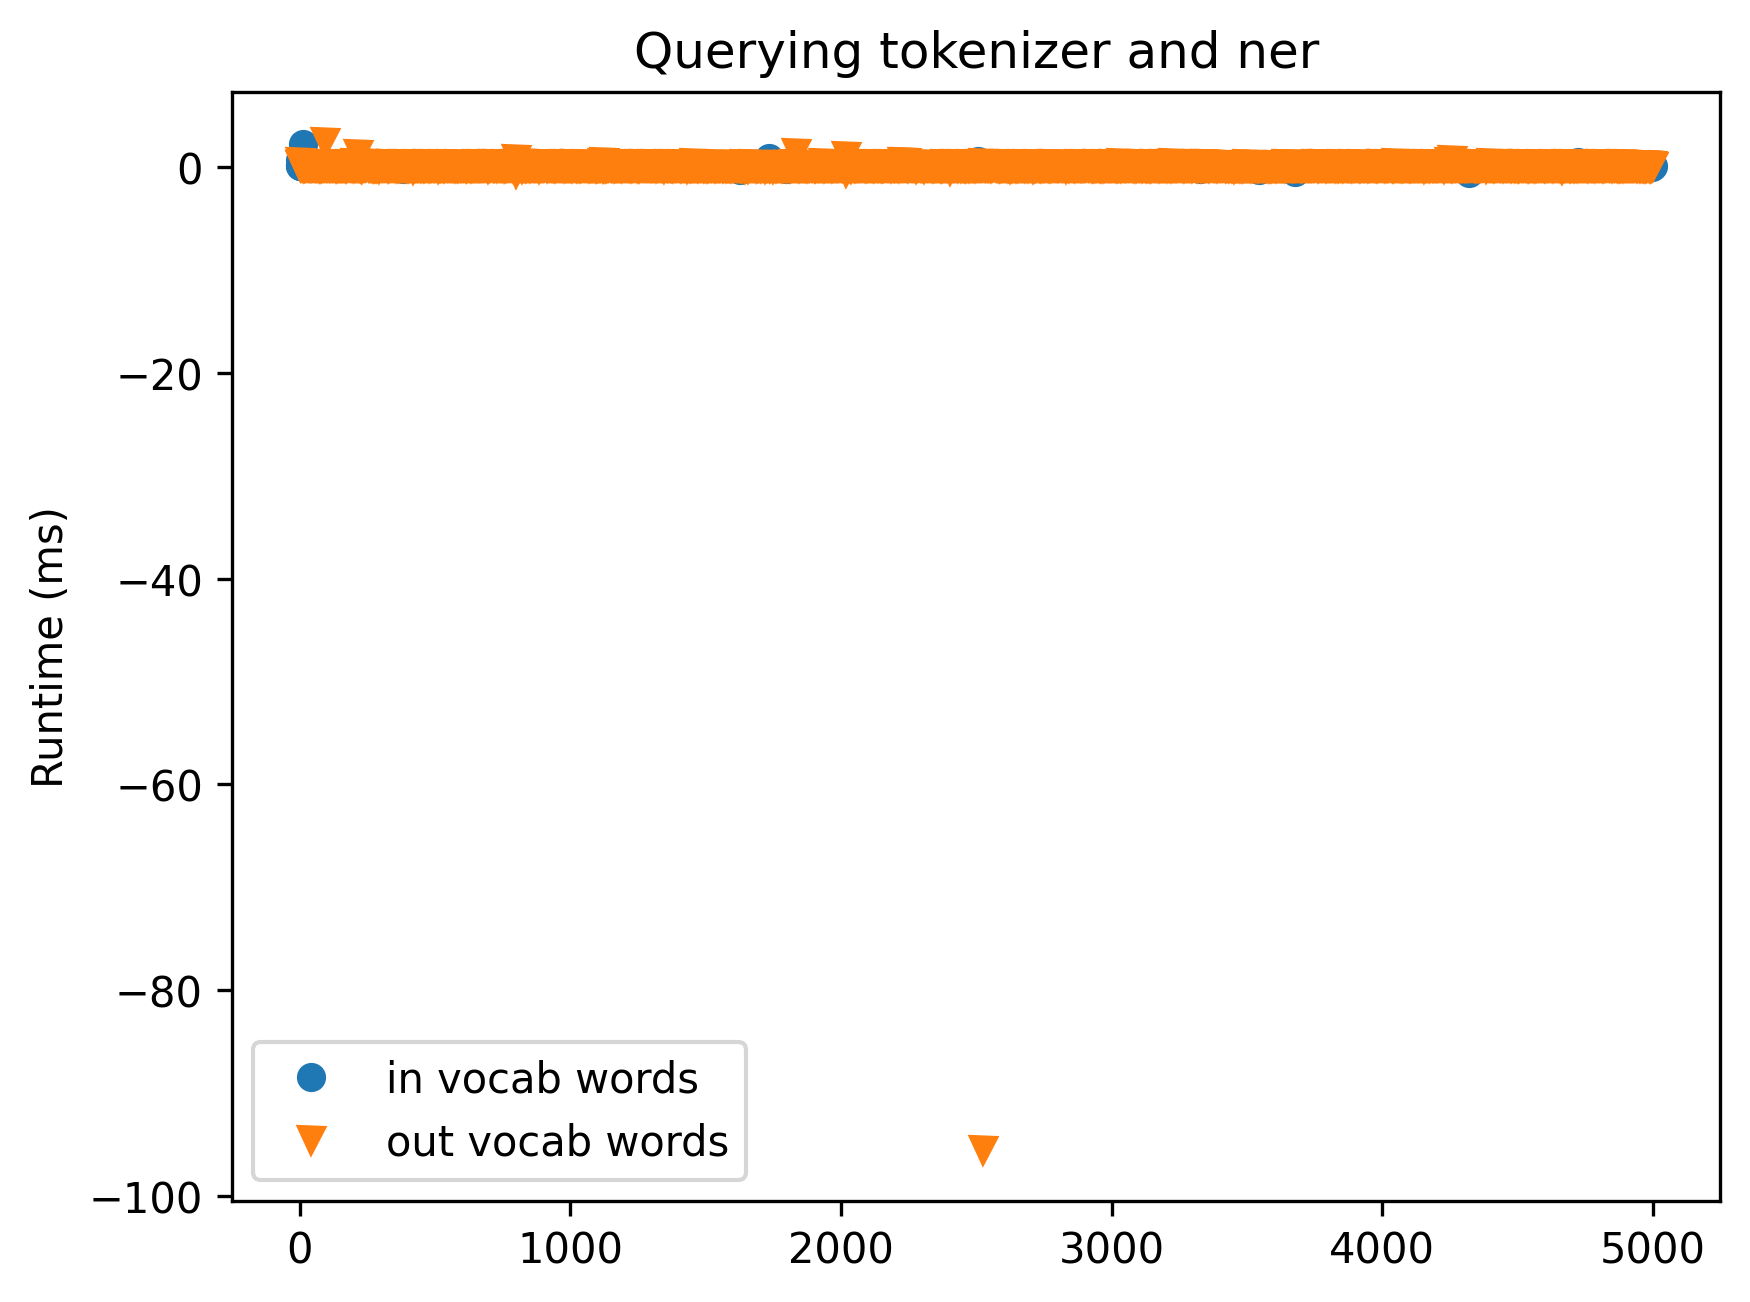 Querying tokenizer and ner
Runtime (ms)
0
−20
−40
−60
−80
−100
in vocab words
out vocab words
0 1000 2000 3000 4000 5000